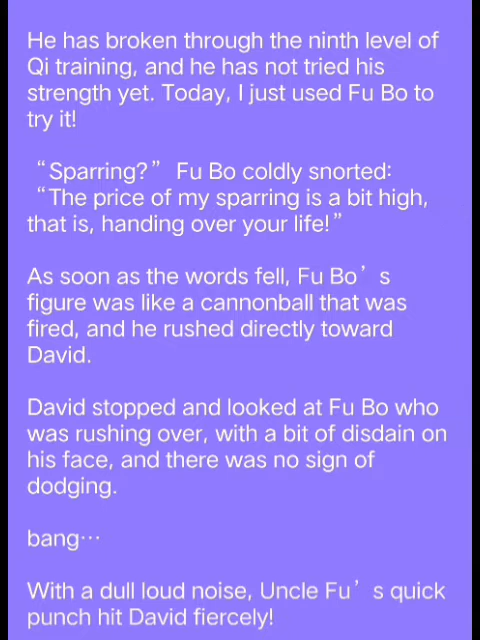 He has broken through the ninth level of
Qi training, and he has not tried his
strength yet. Today, I just used Fu Bo to
try it!
“Sparring?” Fu Bo coldly snorted:
“The price of my sparring is a bit high,
that is, handing over your life!”
As soon as the words fell, Fu Bo’s
figure was like a cannonball that was
fired, and he rushed directly toward
David.
David stopped and looked at Fu Bo who
was rushing over, with a bit of disdain on
his face, and there was no sign of
dodging.
bang…
With a dull loud noise, Uncle Fu’s quick
punch hit David fiercely!